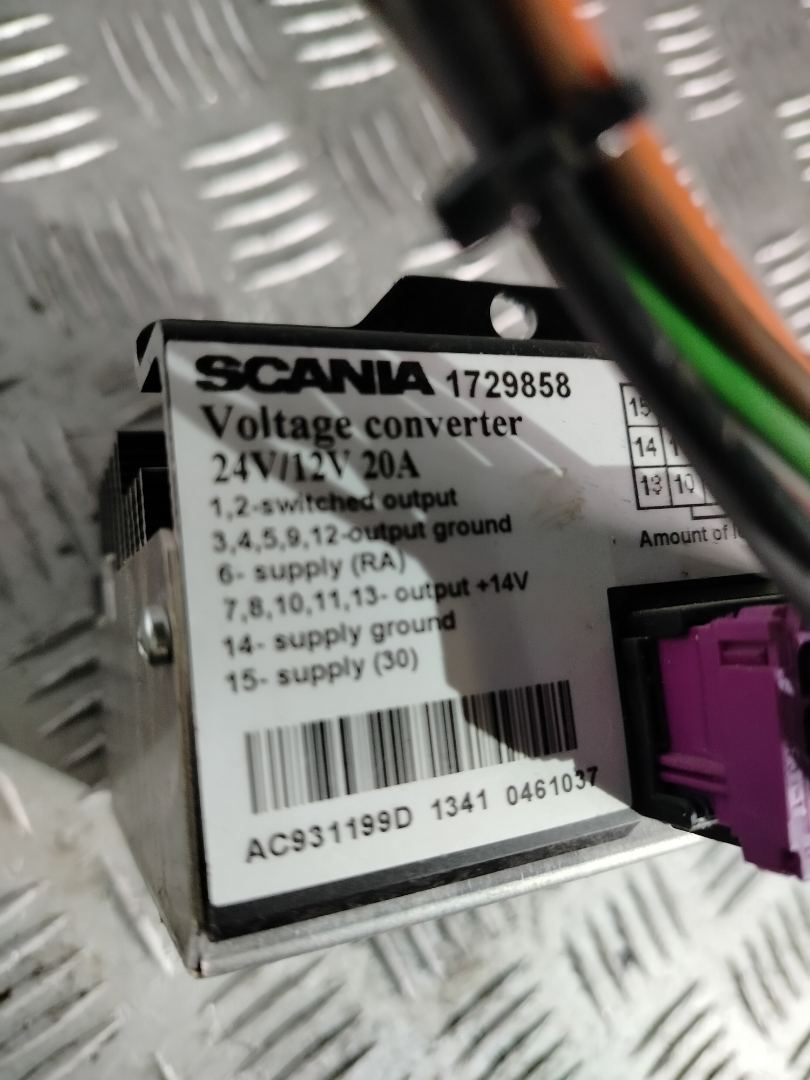 SCANIA 1729858
Voltage converter
24V/12V 20A
1,2-switched output
3,4,5,9,12-output ground
6- supply (RA)
7,8,10,11,13- output +14V
14- supply ground
15- supply (30)
AC931199D 1341 0461037
15
14
13 10
Amount of